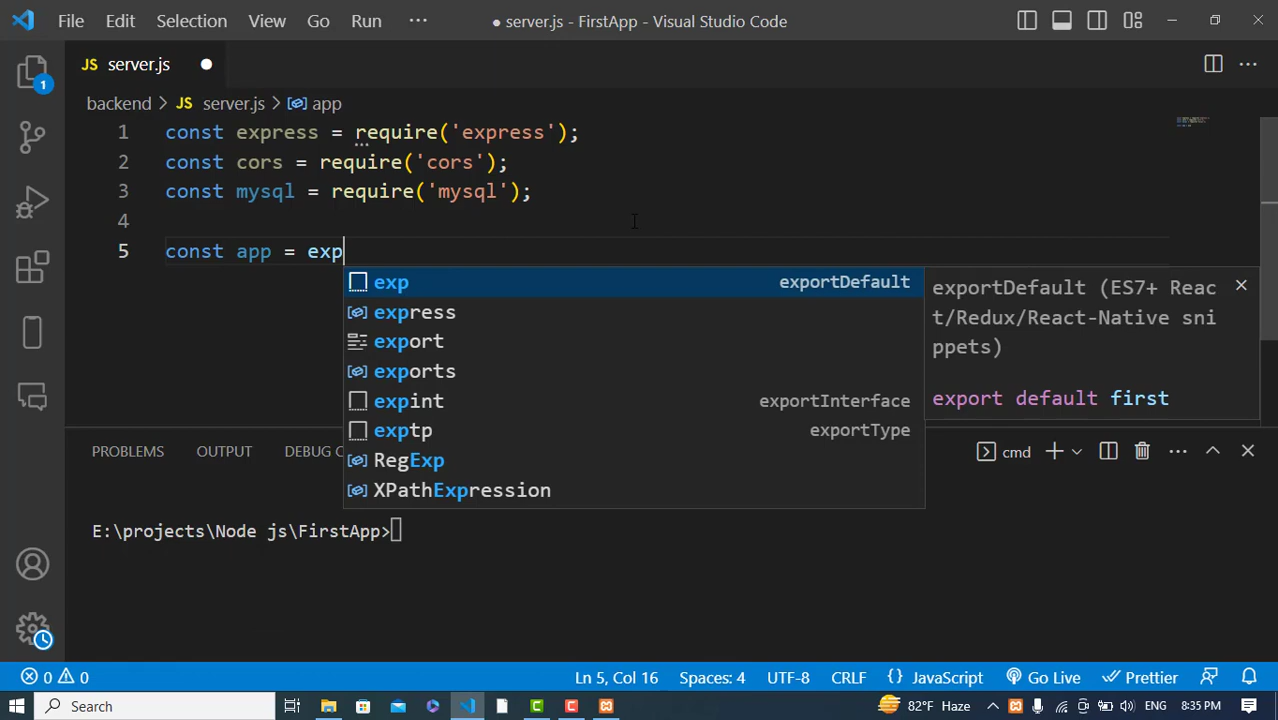 File Edit Selection View Go Run ··· ● server.js - FirstApp - Visual Studio Code
JS server.js ●
1
backend > JS server.js > app
1 const express = require('express');
2 const cors = require('cors');
3 const mysql = require('mysql');
4
5 const app = exp
exp exportDefault
express
export
exports
expint exportInterface
exptp exportType
RegExp
XPathExpression
exportDefault (ES7+ Reac
t/Redux/React-Native sni
ppets)
export default first
PROBLEMS OUTPUT DEBUG C cmd
E:\projects\Node js\FirstApp>
0 0 Ln 5, Col 16 Spaces: 4 UTF-8 CRLF {} JavaScript Go Live Prettier
Search 82°F Haze ENG 8:35 PM